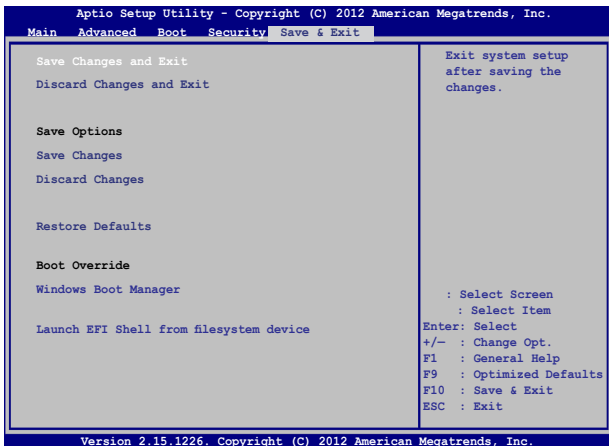 Aptio Setup Utility - Copyright (C) 2012 American Megatrends, Inc.
Main Advanced Boot Security Save & Exit
Save Changes and Exit
Discard Changes and Exit
Save Options
Save Changes
Discard Changes
Restore Defaults
Boot Override
Windows Boot Manager
Launch EFI Shell from filesystem device
Exit system setup
after saving the
changes.
: Select Screen
: Select Item
Enter: Select
+/— : Change Opt.
F1 : General Help
F9 : Optimized Defaults
F10 : Save & Exit
ESC : Exit
Version 2.15.1226. Copyright (C) 2012 American Megatrends, Inc.